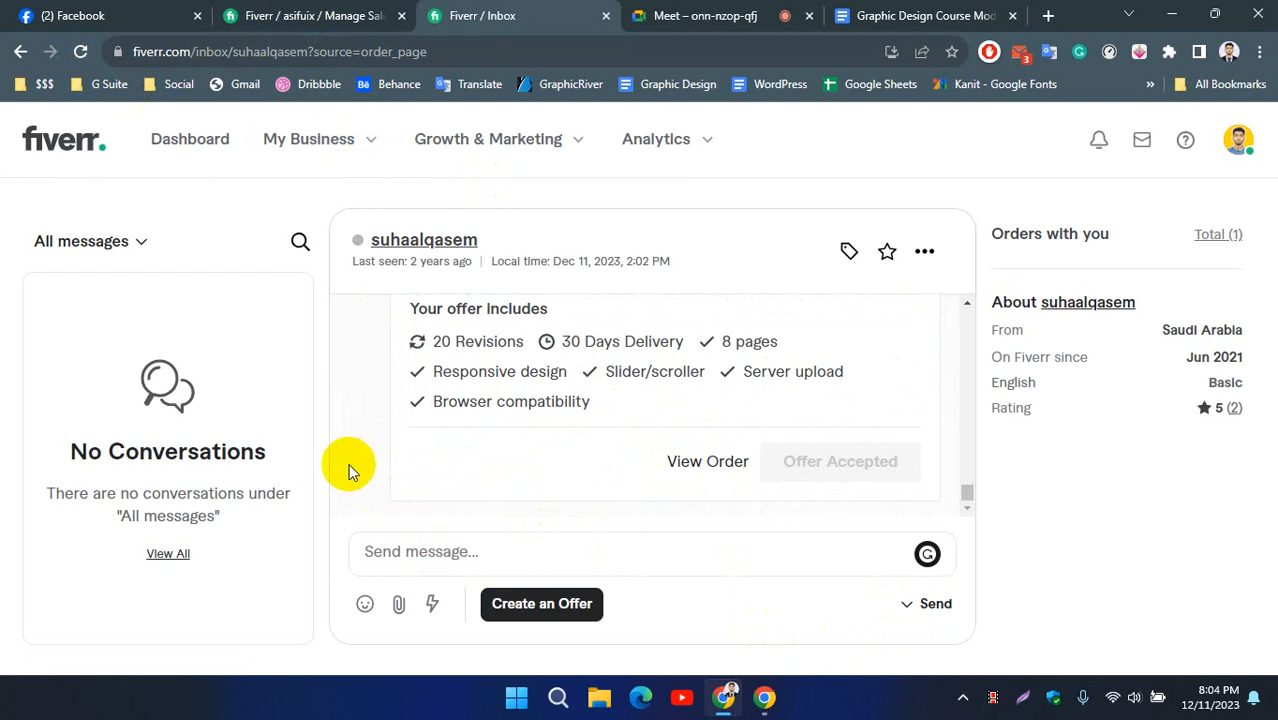 (2) Facebook
Fiverr / asifuix / Manage Sal
Fiverr / Inbox
Meet – onn-nzop-qfj
Graphic Design Course Mod
fiverr.com/inbox/suhaalqasem?source=order_page
3
$$$
G Suite
Social
Gmail
Dribbble
Behance
Translate
GraphicRiver
Graphic Design
WordPress
Google Sheets
Kanit - Google Fonts
»
All Bookmarks
fiverr.
Dashboard
My Business
Growth & Marketing
Analytics
All messages
No Conversations
There are no conversations under
"All messages"
View All
suhaalqasem
Last seen: 2 years ago | Local time: Dec 11, 2023, 2:02 PM
Your offer includes
20 Revisions 30 Days Delivery 8 pages
Responsive design Slider/scroller Server upload
Browser compatibility
View Order Offer Accepted
Send message...
Create an Offer
Send
Orders with you Total (1)
About suhaalqasem
From Saudi Arabia
On Fiverr since Jun 2021
English Basic
Rating 5 (2)
8:04 PM
12/11/2023